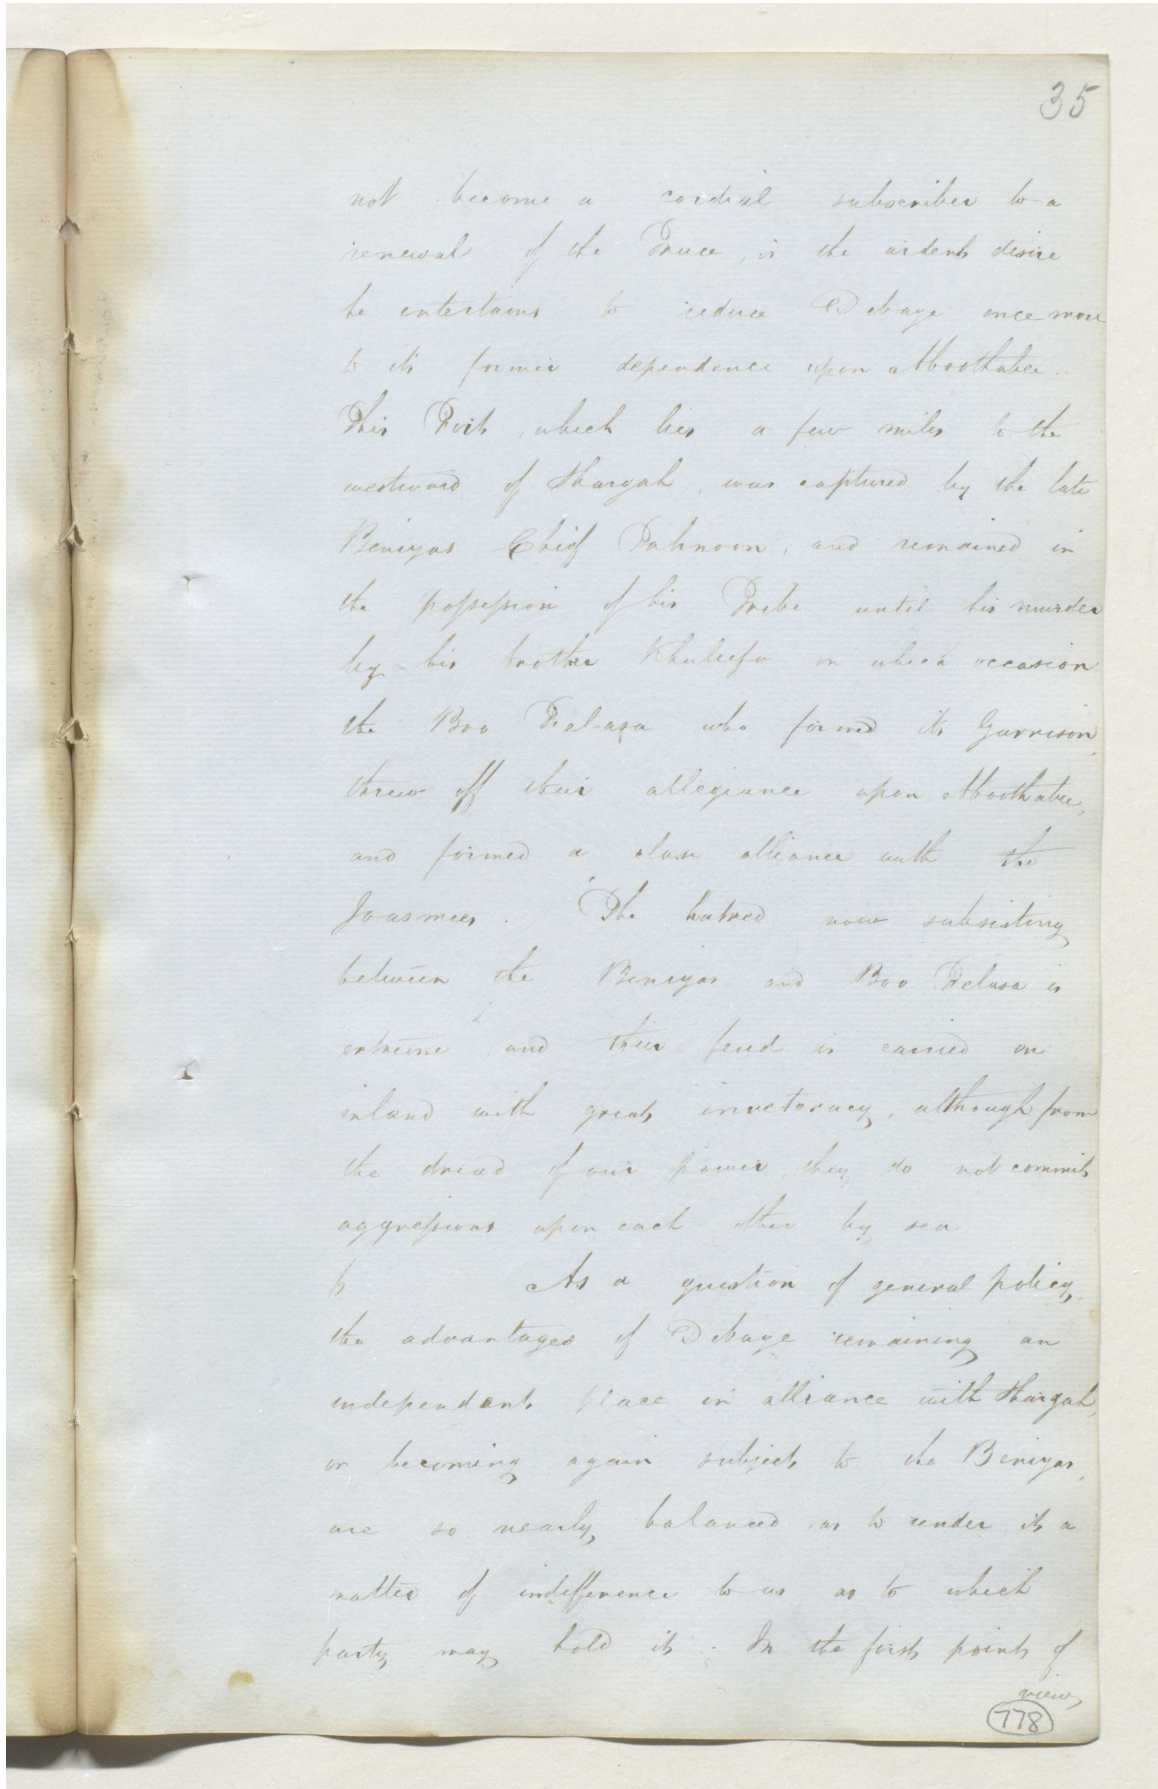 35
not become a cordial subscriber to a
renewal of the Truce, is the ardent desire
he entertains to reduce Debaye once more
to its former dependence upon Aboothabee.
This Port, which lies a few miles to the
westward of Shargah, was captured by the late
Beniyas Chief Tahnoon, and remained in
the possession of his Tribe until his murder
by his brother Khuleefa on which occasion
the Boo Felasa who formed its Garrison,
threw off their allegiance upon Aboothabee,
and formed a close alliance with the
Joasmees. The hatred now subsisting
between the Beniyas and Boo Felasa is
extreme, and their feud is carried on
inland with great inveteracy, although from
the dread of our power they do not commit
aggressions upon each other by sea.
6 As a question of general policy,
the advantages of Debaye remaining an
independant place in alliance with Shargah,
or becoming again subject to the Beniyas,
are so nearly balanced, as to render it a
matter of indifference to us as to which
party may hold it. In the first point of
view,
778